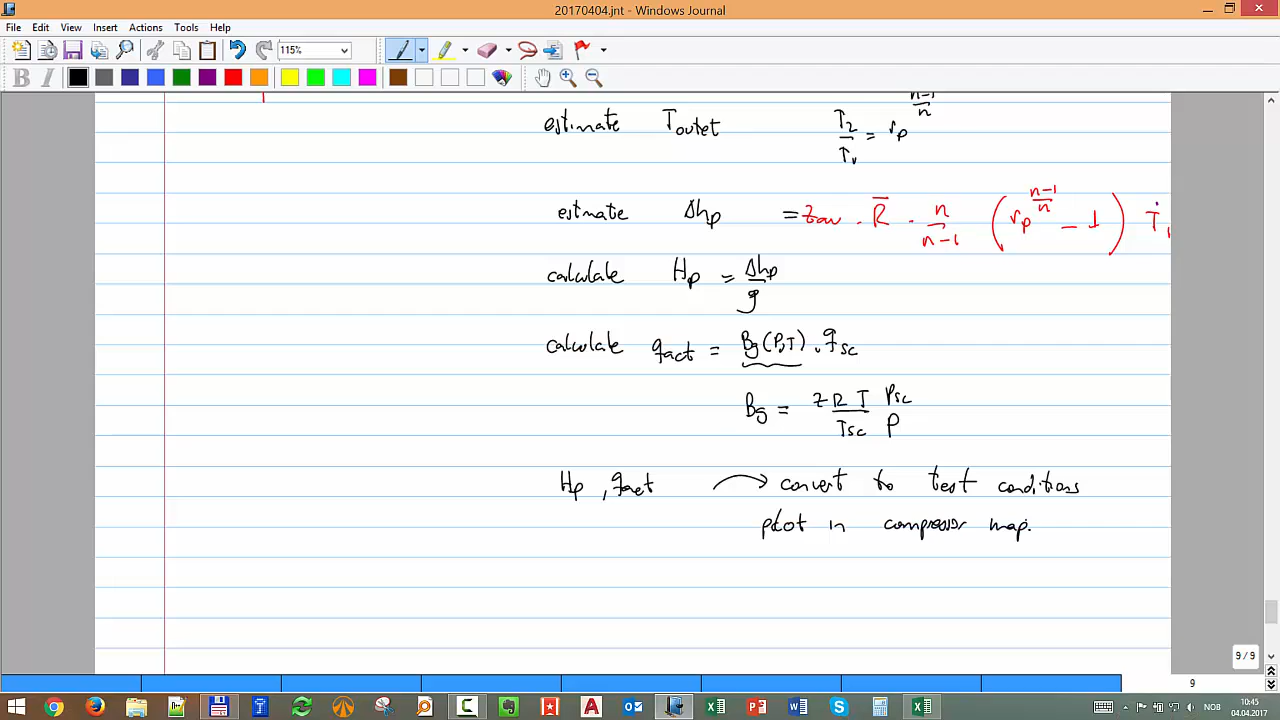 20170404.jnt - Windows Journal
File Edit View Insert Actions Tools Help
115%
B I
estimate Toutet T2/T1 = rp^(n-1/n)
estimate Δhp = Zav · R̄ · n/n-1 (rp^(n-1/n) - 1) T1
calculate Hp = Δhp/g
calculate qact = Bg(P,T) · qsc
Bg = Z R T/Tsc Psc/P
Hp, qact → convert to test conditions
plot in compressor map.
9/9
9
NOB
10:45
04.04.2017